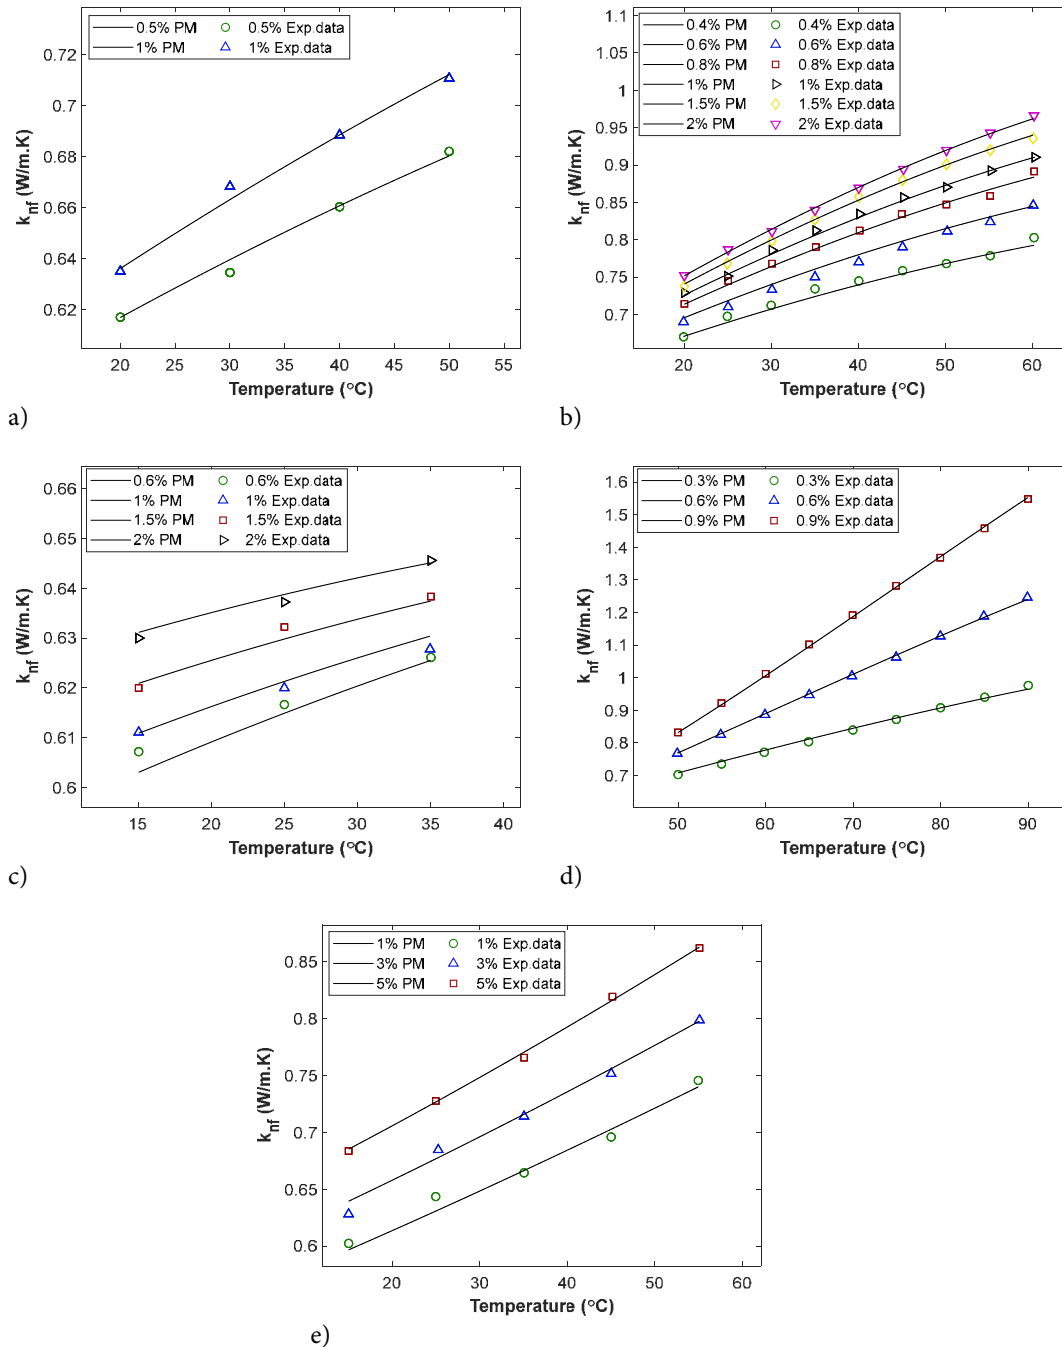 0.5% PM 0.5% Exp.data
1% PM 1% Exp.data
0.72
0.7
0.68
0.66
0.64
0.62
k_nf (W/m.K)
20 25 30 35 40 45 50 55
Temperature (°C)
a)
0.4% PM 0.4% Exp.data
0.6% PM 0.6% Exp.data
0.8% PM 0.8% Exp.data
1% PM 1% Exp.data
1.5% PM 1.5% Exp.data
2% PM 2% Exp.data
1.1
1.05
1
0.95
0.9
0.85
0.8
0.75
0.7
k_nf (W/m.K)
20 30 40 50 60
Temperature (°C)
b)
0.6% PM 0.6% Exp.data
1% PM 1% Exp.data
1.5% PM 1.5% Exp.data
2% PM 2% Exp.data
0.66
0.65
0.64
0.63
0.62
0.61
0.6
k_nf (W/m.K)
15 20 25 30 35 40
Temperature (°C)
c)
0.3% PM 0.3% Exp.data
0.6% PM 0.6% Exp.data
0.9% PM 0.9% Exp.data
1.6
1.5
1.4
1.3
1.2
1.1
1
0.9
0.8
0.7
k_nf (W/m.K)
50 60 70 80 90
Temperature (°C)
d)
1% PM 1% Exp.data
3% PM 3% Exp.data
5% PM 5% Exp.data
0.85
0.8
0.75
0.7
0.65
0.6
k_nf (W/m.K)
20 30 40 50 60
Temperature (°C)
e)